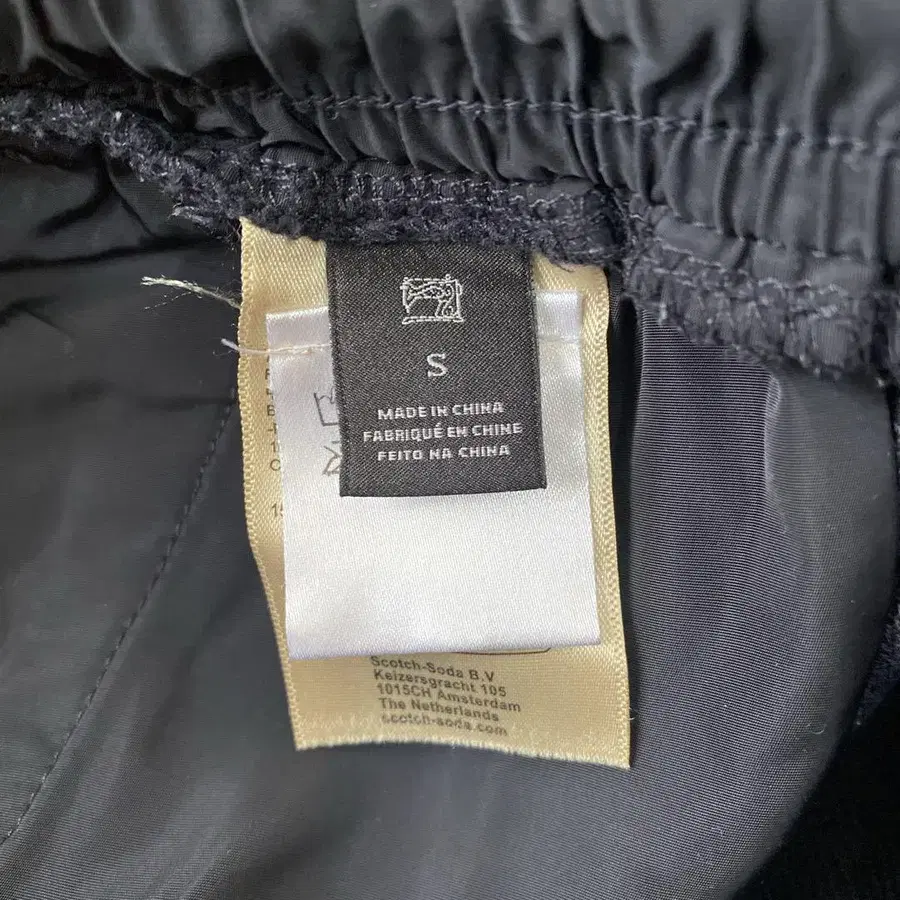 S
MADE IN CHINA
FABRIQUÉ EN CHINE
FEITO NA CHINA
Scotch-Soda B.V
Keizersgracht 105
1015CH Amsterdam
The Netherlands
scotch-soda.com